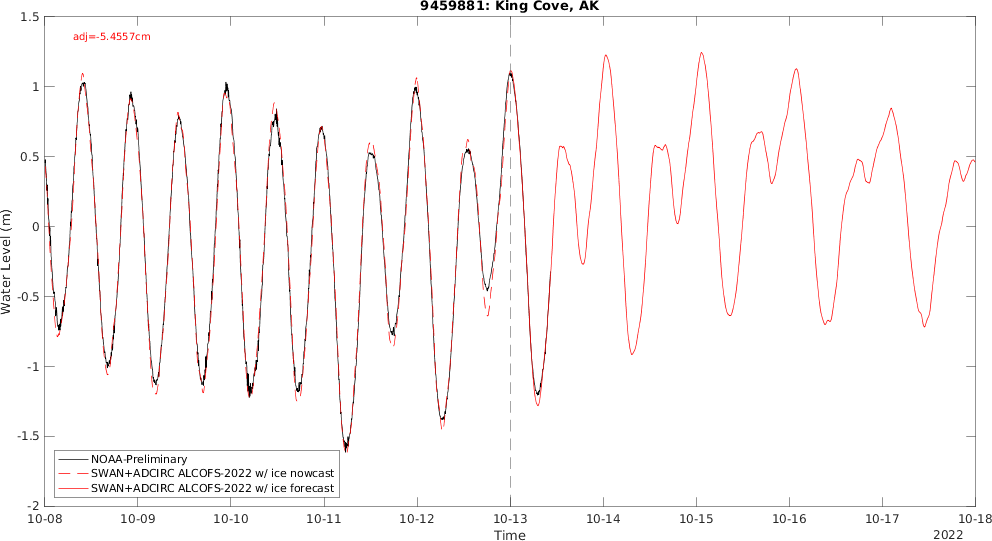 9459881: King Cove, AK
adj=-5.4557cm
Water Level (m)
1.5
1
0.5
0
-0.5
-1
-1.5
-2
NOAA-Preliminary
SWAN+ADCIRC ALCOFS-2022 w/ ice nowcast
SWAN+ADCIRC ALCOFS-2022 w/ ice forecast
10-08 10-09 10-10 10-11 10-12 10-13 10-14 10-15 10-16 10-17 10-18
Time
2022